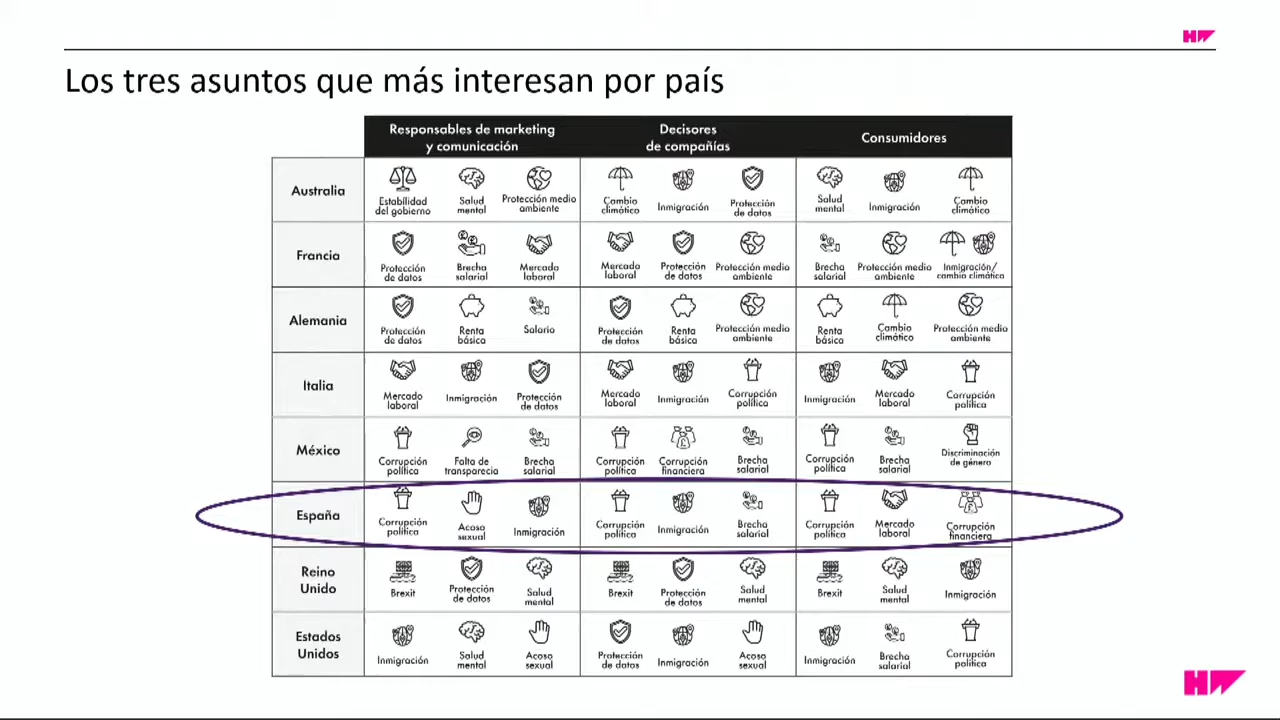 HW
Los tres asuntos que más interesan por país
Responsables de marketing
y comunicación
Decisores
de compañías
Consumidores
Australia
Estabilidad
del gobierno
Salud
mental
Protección medio
ambiente
Cambio
climático
Inmigración
Protección
de datos
Salud
mental
Inmigración
Cambio
climático
Francia
Protección
de datos
Brecha
salarial
Mercado
laboral
Mercado
laboral
Protección
de datos
Protección medio
ambiente
Brecha
salarial
Protección medio
ambiente
Inmigración/
cambio climático
Alemania
Protección
de datos
Renta
básica
Salario
Protección
de datos
Renta
básica
Protección medio
ambiente
Renta
básica
Cambio
climático
Protección medio
ambiente
Italia
Mercado
laboral
Inmigración
Protección
de datos
Mercado
laboral
Inmigración
Corrupción
política
Inmigración
Mercado
laboral
Corrupción
política
México
Corrupción
política
Falta de
transparecia
Brecha
salarial
Corrupción
política
Corrupción
financiera
Brecha
salarial
Corrupción
política
Brecha
salarial
Discriminación
de género
España
Corrupción
política
Acoso
sexual
Inmigración
Corrupción
política
Inmigración
Brecha
salarial
Corrupción
política
Mercado
laboral
Corrupción
financiera
Reino
Unido
Brexit
Protección
de datos
Salud
mental
Brexit
Protección
de datos
Salud
mental
Brexit
Salud
mental
Inmigración
Estados
Unidos
Inmigración
Salud
mental
Acoso
sexual
Protección
de datos
Inmigración
Acoso
sexual
Inmigración
Brecha
salarial
Corrupción
política
HW